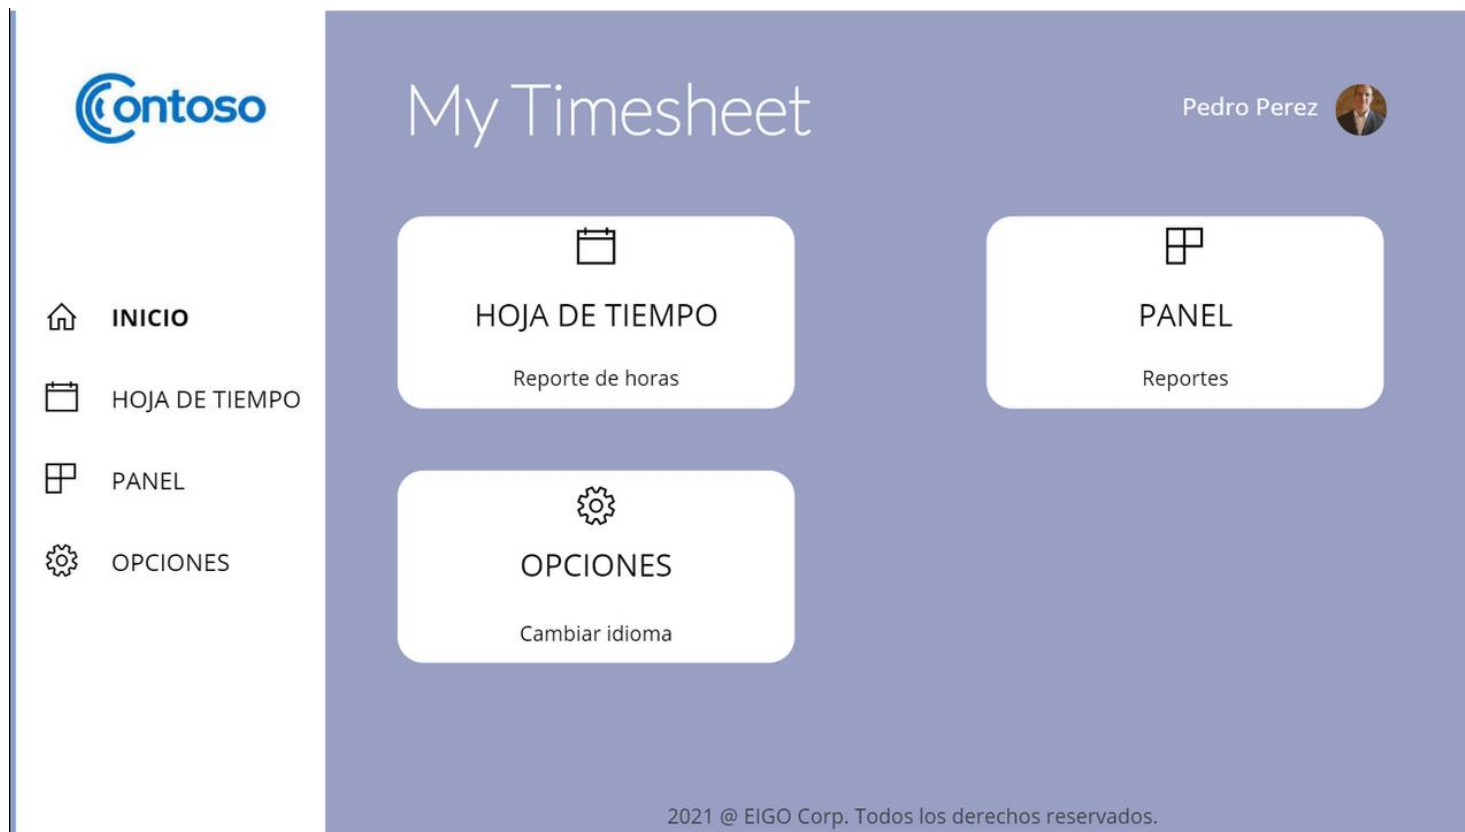 Contoso
My Timesheet
Pedro Perez
INICIO
HOJA DE TIEMPO
PANEL
OPCIONES
HOJA DE TIEMPO
Reporte de horas
PANEL
Reportes
OPCIONES
Cambiar idioma
2021 @ EIGO Corp. Todos los derechos reservados.